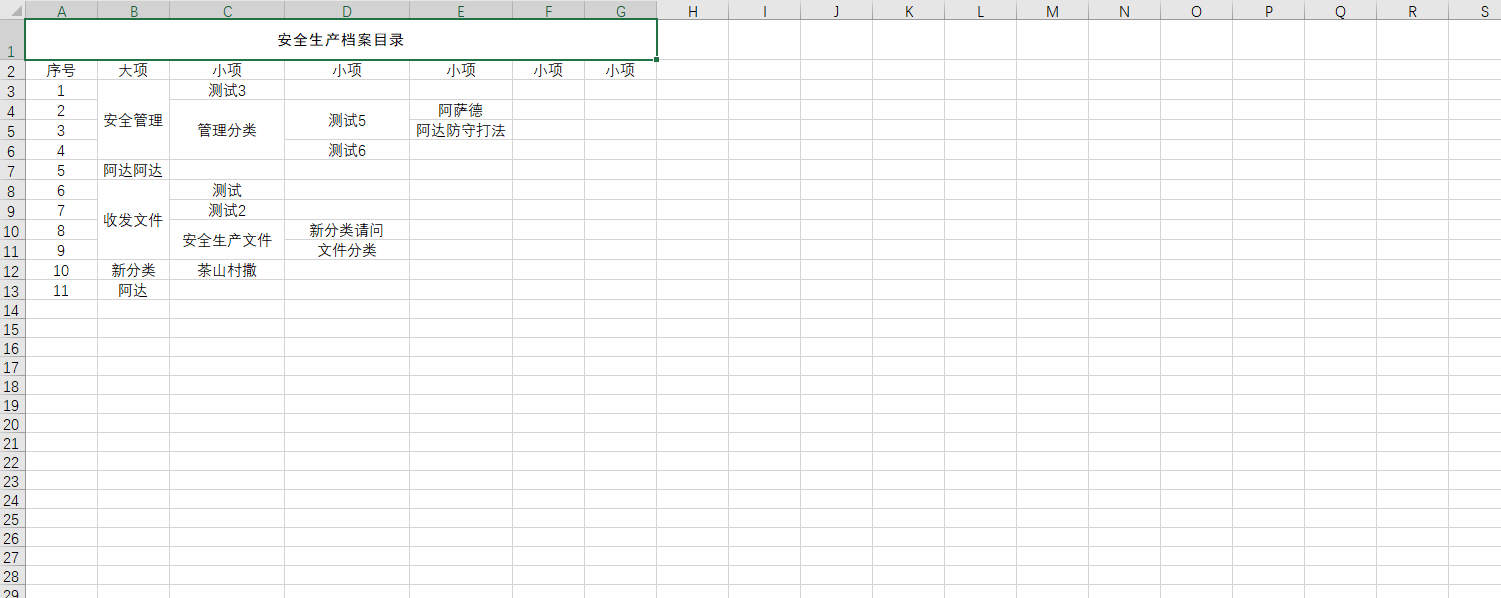 A B C D E F G H I J K L M N O P Q R S
1 安全生产档案目录
2 序号 大项 小项 小项 小项 小项 小项
3 1 测试3
4 2 安全管理 管理分类 测试5 阿萨德
5 3 阿达防守打法
6 4 测试6
7 5 阿达阿达
8 6 收发文件 测试
9 7 测试2
10 8 安全生产文件 新分类请问
11 9 文件分类
12 10 新分类 茶山村撒
13 11 阿达
14
15
16
17
18
19
20
21
22
23
24
25
26
27
28
29